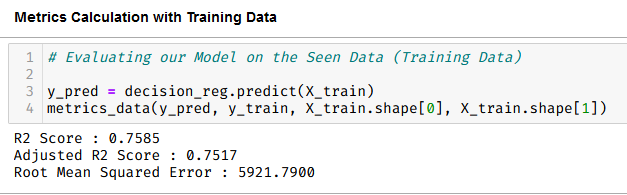 Metrics Calculation with Training Data
1 # Evaluating our Model on the Seen Data (Training Data)
2
3 y_pred = decision_reg.predict(X_train)
4 metrics_data(y_pred, y_train, X_train.shape[0], X_train.shape[1])
R2 Score : 0.7585
Adjusted R2 Score : 0.7517
Root Mean Squared Error : 5921.7900